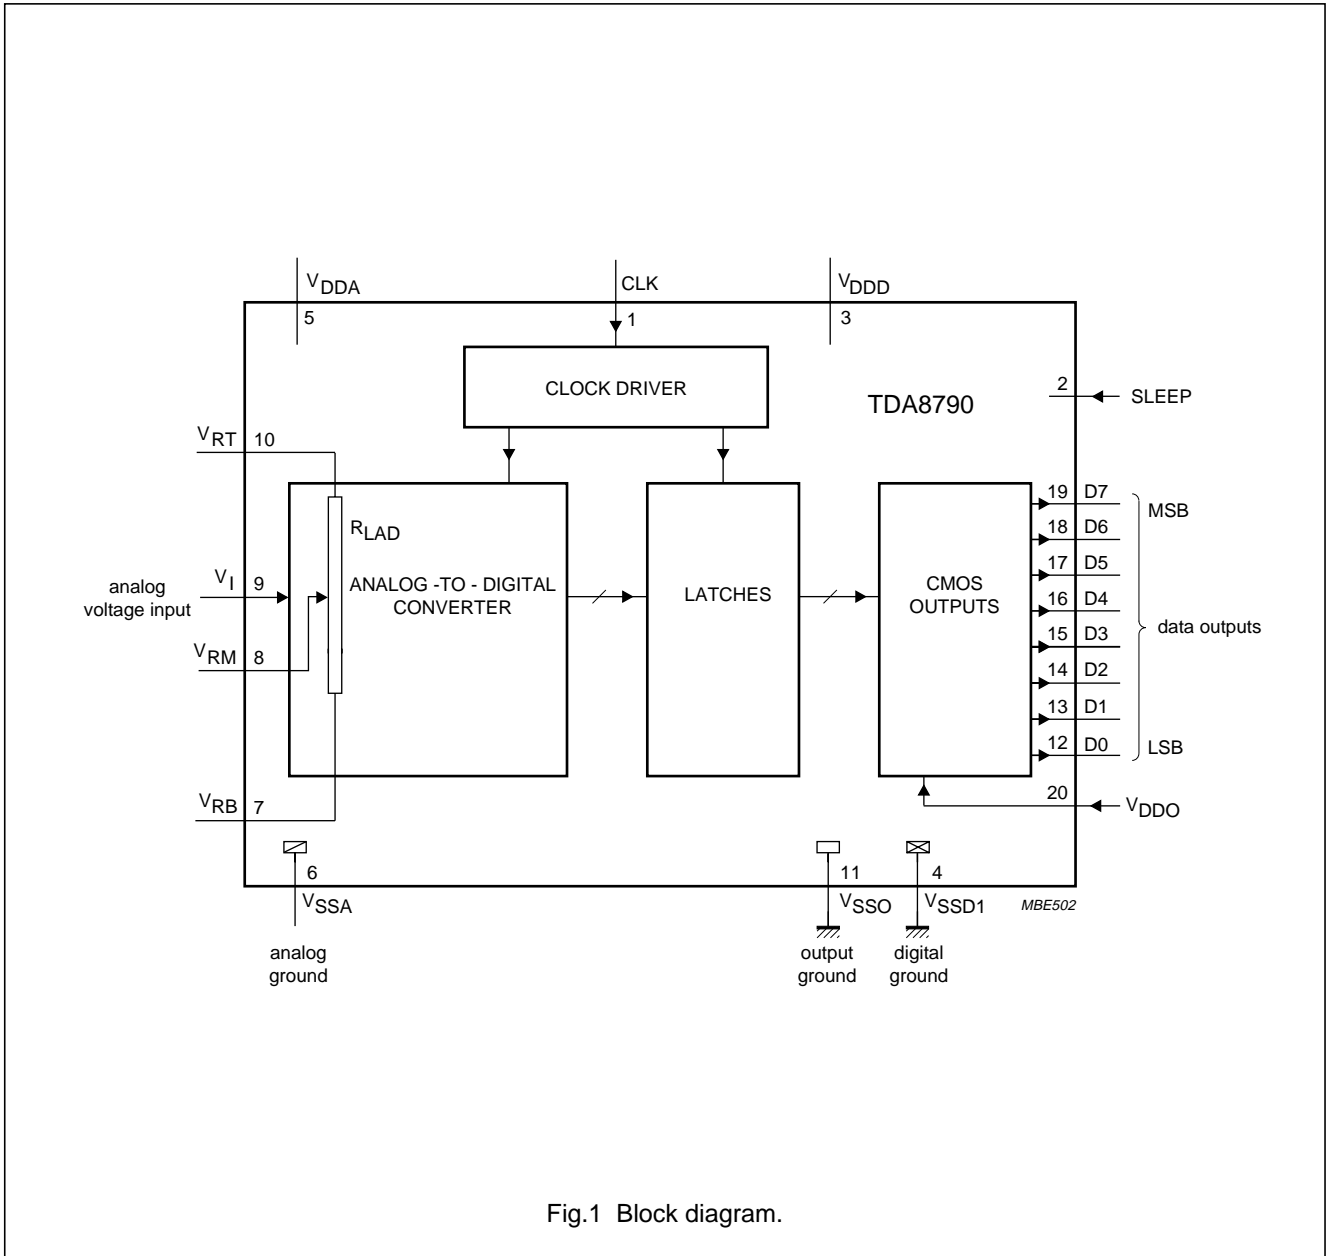 VDDA
CLK
VDDD
5
1
3
CLOCK DRIVER
TDA8790
2
SLEEP
VRT
10
19
D7
MSB
RLAD
18
D6
VI
9
analog
voltage input
ANALOG -TO - DIGITAL
CONVERTER
LATCHES
CMOS
OUTPUTS
17
D5
16
D4
15
D3
data outputs
VRM
8
14
D2
13
D1
12
D0
LSB
VRB
7
20
VDDO
6
11
4
VSSA
VSSO
VSSD1
MBE502
analog
ground
output
ground
digital
ground
Fig.1 Block diagram.